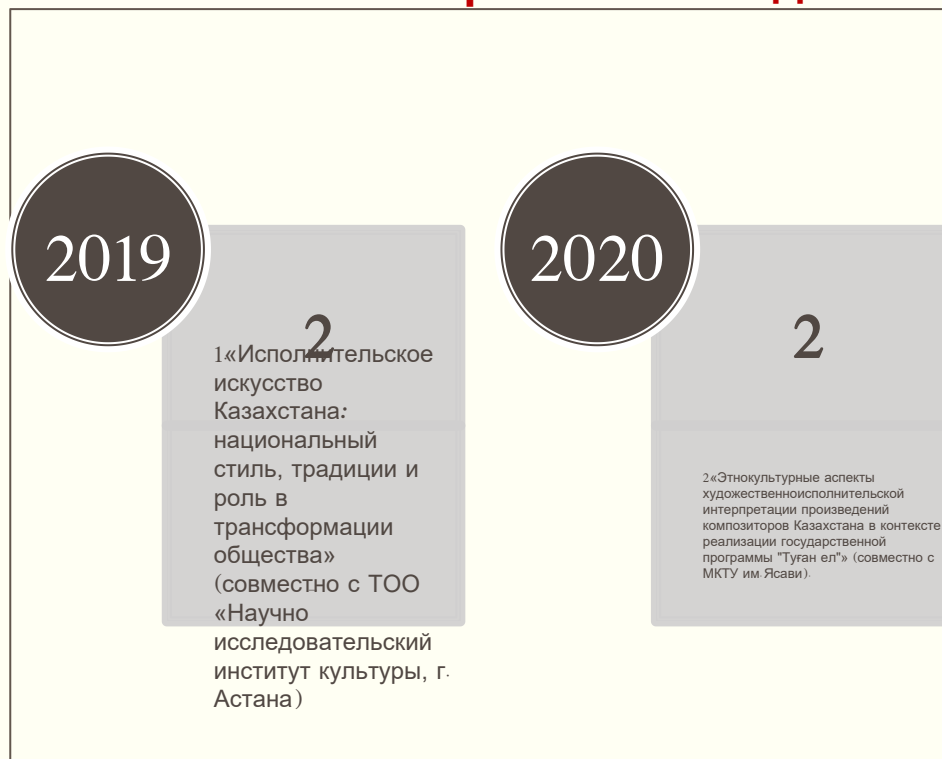 2019
2
1«Исполнительское
искусство
Казахстана:
национальный
стиль, традиции и
роль в
трансформации
общества»
(совместно с ТОО
«Научно
исследовательский
институт культуры, г.
Астана)
2020
2
2«Этнокультурные аспекты
художественноисполнительской
интерпретации произведений
композиторов Казахстана в контексте
реализации государственной
программы "Туған ел"» (совместно с
МКТУ им.Ясави).